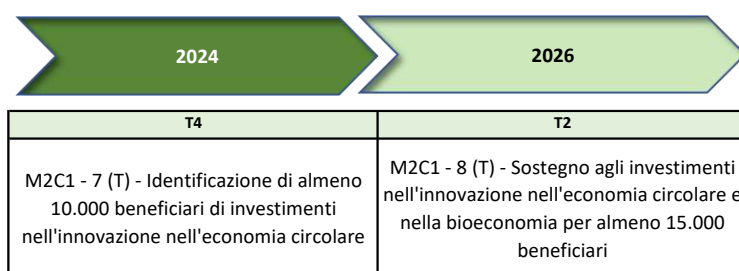 2024
2026
T4
T2
M2C1 - 7 (T) - Identificazione di almeno
10.000 beneficiari di investimenti
nell'innovazione nell'economia circolare
M2C1 - 8 (T) - Sostegno agli investimenti
nell'innovazione nell'economia circolare e
nella bioeconomia per almeno 15.000
beneficiari